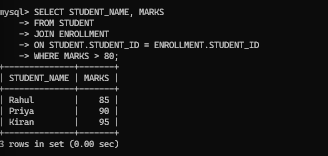 mysql> SELECT STUDENT_NAME, MARKS
    -> FROM STUDENT
    -> JOIN ENROLLMENT
    -> ON STUDENT.STUDENT_ID = ENROLLMENT.STUDENT_ID
    -> WHERE MARKS > 80;
+--------------+-------+
| STUDENT_NAME | MARKS |
+--------------+-------+
| Rahul        |    85 |
| Priya        |    90 |
| Kiran        |    95 |
+--------------+-------+
3 rows in set (0.00 sec)